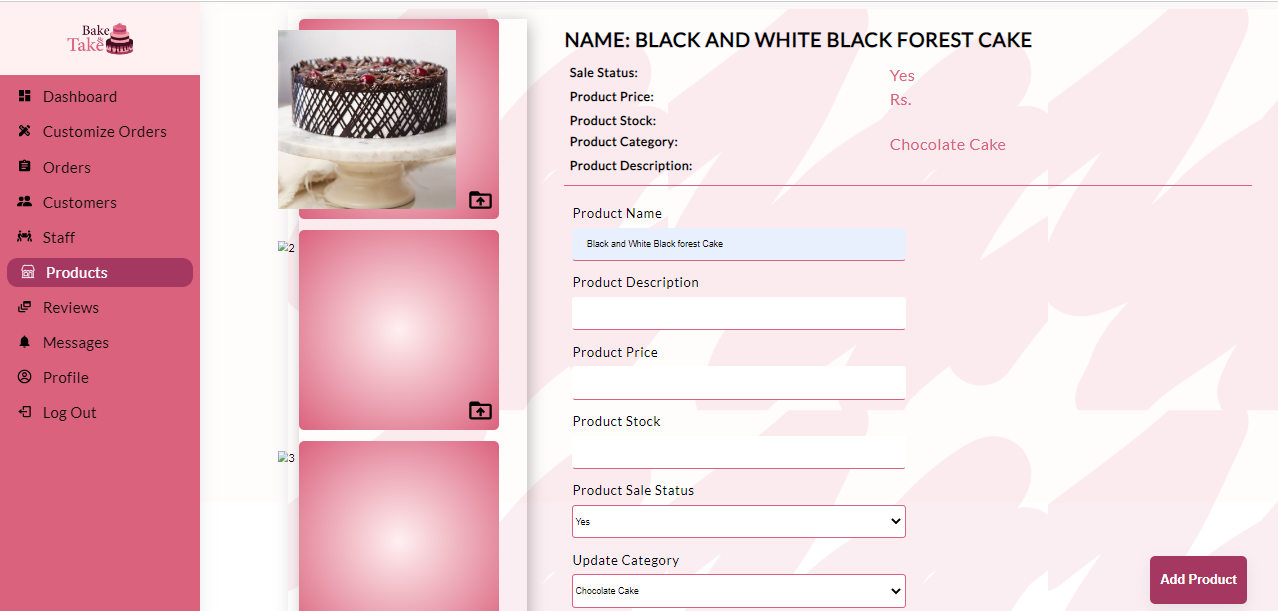 Bake
&
Take
Dashboard
Customize Orders
Orders
Customers
Staff
Products
Reviews
Messages
Profile
Log Out
2
3
NAME: BLACK AND WHITE BLACK FOREST CAKE
Sale Status: Yes
Product Price: Rs.
Product Stock:
Product Category: Chocolate Cake
Product Description:
Product Name
Black and White Black forest Cake
Product Description
Product Price
Product Stock
Product Sale Status
Yes
Update Category
Chocolate Cake
Add Product